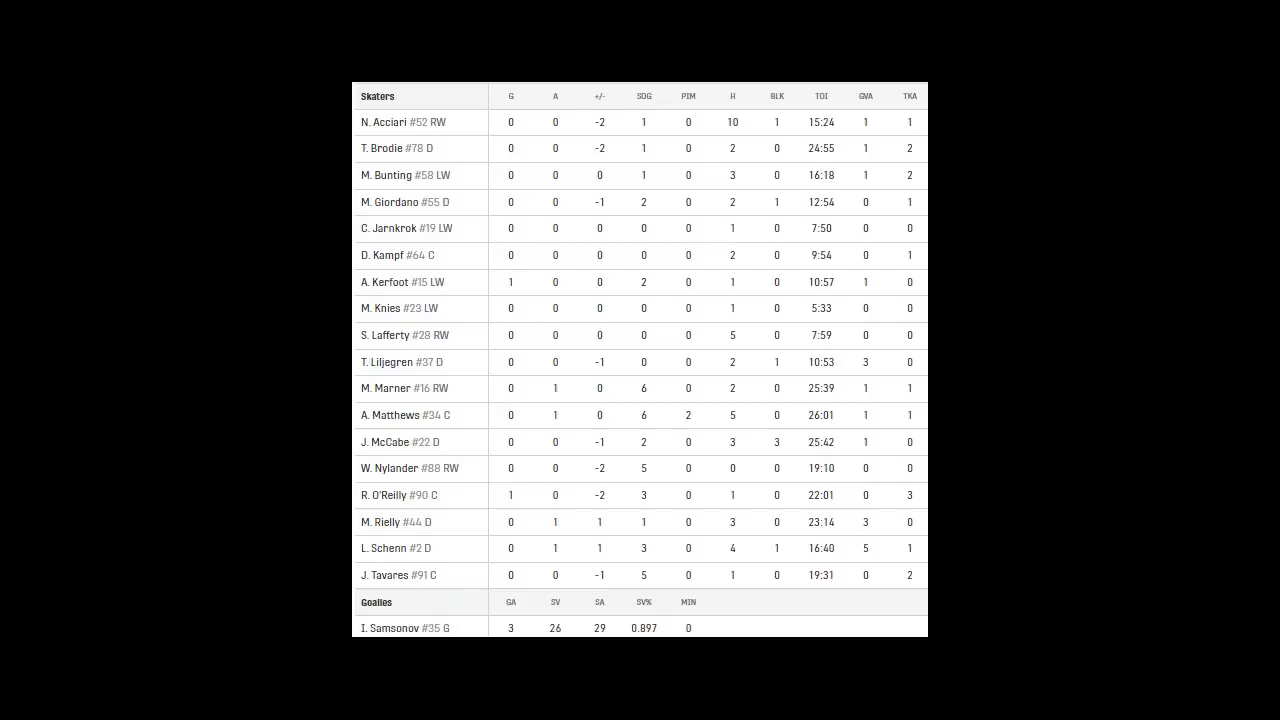 Skaters G A +/- SOG PIM H BLK TOI GVA TKA
N. Acciari #52 RW 0 0 -2 1 0 10 1 15:24 1 1
T. Brodie #78 D 0 0 -2 1 0 2 0 24:55 1 2
M. Bunting #58 LW 0 0 0 1 0 3 0 16:18 1 2
M. Giordano #55 D 0 0 -1 2 0 2 1 12:54 0 1
C. Jarnkrok #19 LW 0 0 0 0 0 1 0 7:50 0 0
D. Kampf #64 C 0 0 0 0 0 2 0 9:54 0 1
A. Kerfoot #15 LW 1 0 0 2 0 1 0 10:57 1 0
M. Knies #23 LW 0 0 0 0 0 1 0 5:33 0 0
S. Lafferty #28 RW 0 0 0 0 0 5 0 7:59 0 0
T. Liljegren #37 D 0 0 -1 0 0 2 1 10:53 3 0
M. Marner #16 RW 0 1 0 6 0 2 0 25:39 1 1
A. Matthews #34 C 0 1 0 6 2 5 0 26:01 1 1
J. McCabe #22 D 0 0 -1 2 0 3 3 25:42 1 0
W. Nylander #88 RW 0 0 -2 5 0 0 0 19:10 0 0
R. O'Reilly #90 C 1 0 -2 3 0 1 0 22:01 0 3
M. Rielly #44 D 0 1 1 1 0 3 0 23:14 3 0
L. Schenn #2 D 0 1 1 3 0 4 1 16:40 5 1
J. Tavares #91 C 0 0 -1 5 0 1 0 19:31 0 2
Goalies GA SV SA SV% MIN
I. Samsonov #35 G 3 26 29 0.897 0